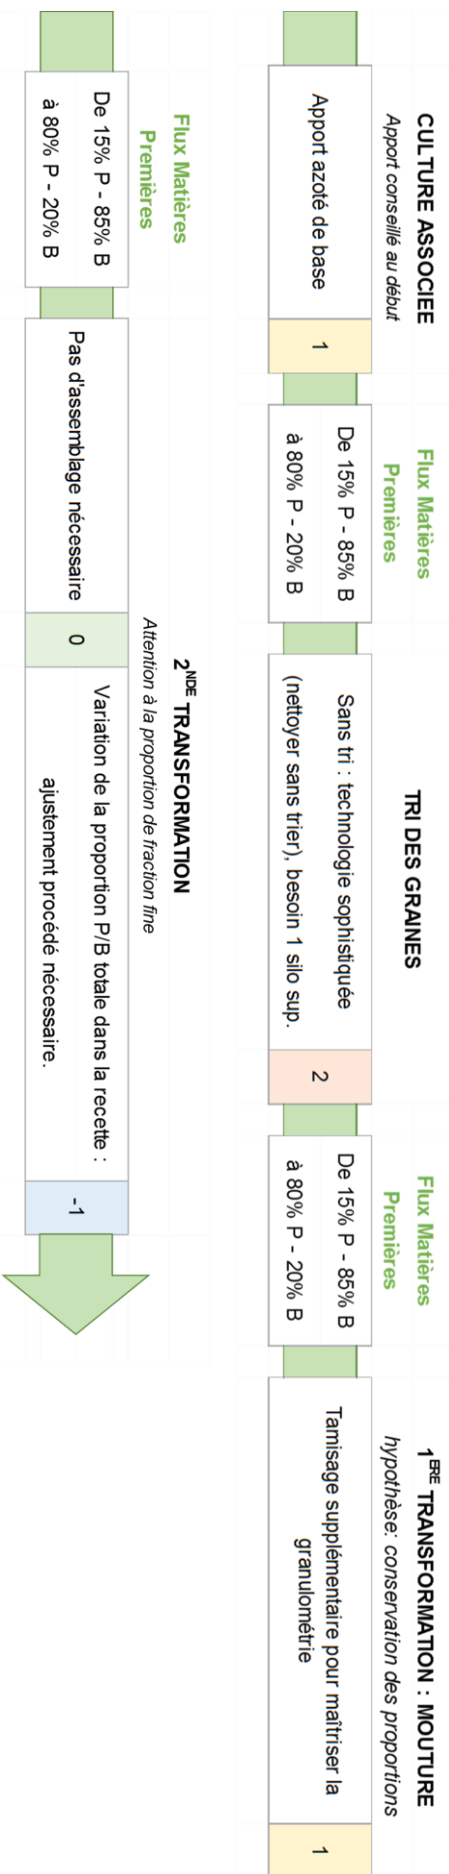 CULTURE ASSOCIEE
Apport conseillé au début
Apport azoté de base
1
Flux Matières
Premières
De 15% P - 85% B
à 80% P - 20% B
TRI DES GRAINES
Sans tri : technologie sophistiquée
(nettoyer sans trier), besoin 1 silo sup.
2
Flux Matières
Premières
De 15% P - 85% B
à 80% P - 20% B
1ERE TRANSFORMATION : MOUTURE
hypothèse: conservation des proportions
Tamisage supplémentaire pour maîtriser la
granulométrie
1
Flux Matières
Premières
De 15% P - 85% B
à 80% P - 20% B
2NDE TRANSFORMATION
Attention à la proportion de fraction fine
Pas d'assemblage nécessaire
0
Variation de la proportion P/B totale dans la recette :
ajustement procédé nécessaire.
-1